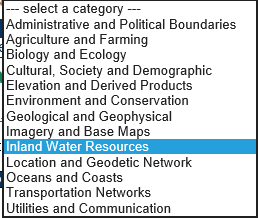 --- select a category ---
Administrative and Political Boundaries
Agriculture and Farming
Biology and Ecology
Cultural, Society and Demographic
Elevation and Derived Products
Environment and Conservation
Geological and Geophysical
Imagery and Base Maps
Inland Water Resources
Location and Geodetic Network
Oceans and Coasts
Transportation Networks
Utilities and Communication